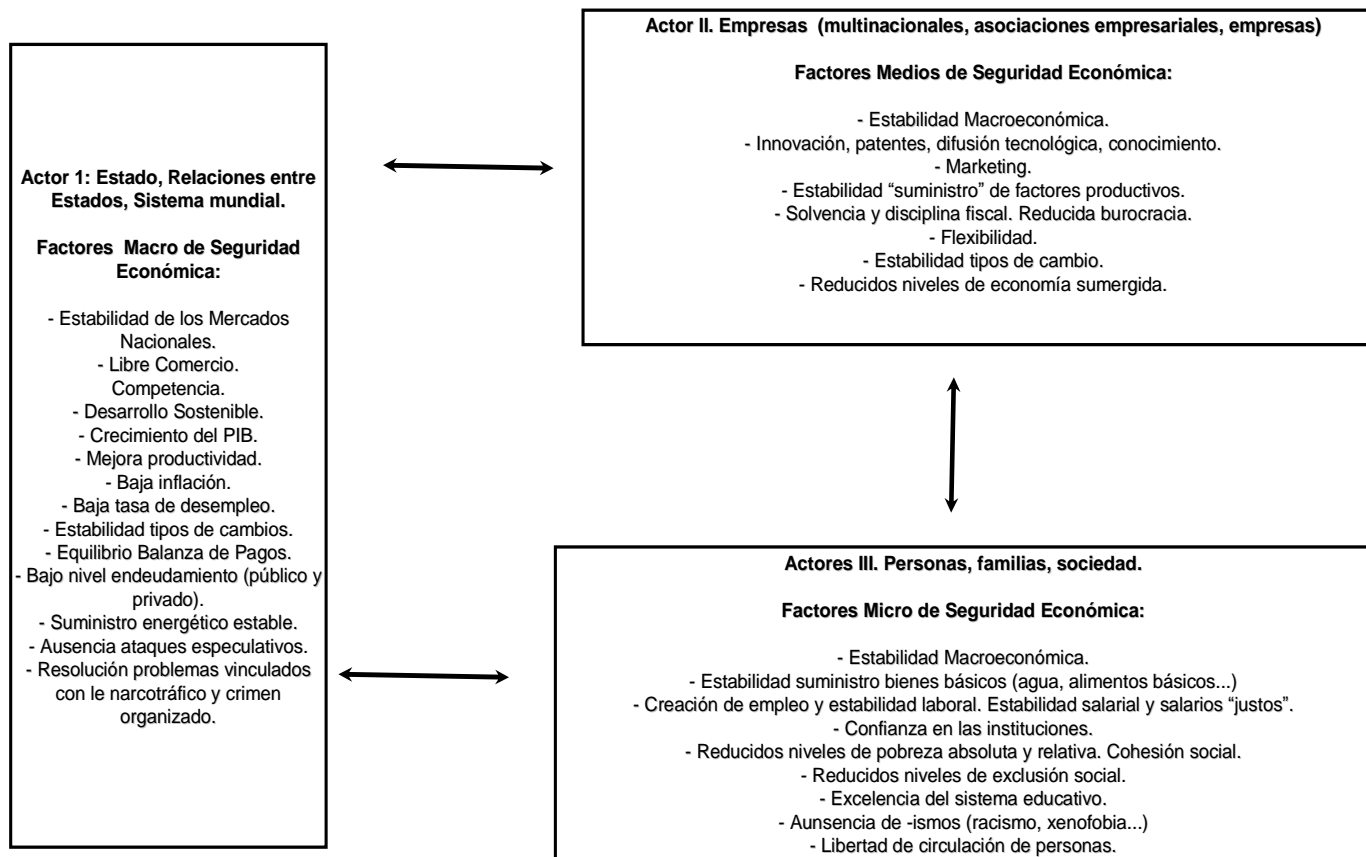 Actor 1: Estado, Relaciones entre
Estados, Sistema mundial.
Factores Macro de Seguridad
Económica:
- Estabilidad de los Mercados
Nacionales.
- Libre Comercio.
Competencia.
- Desarrollo Sostenible.
- Crecimiento del PIB.
- Mejora productividad.
- Baja inflación.
- Baja tasa de desempleo.
- Estabilidad tipos de cambios.
- Equilibrio Balanza de Pagos.
- Bajo nivel endeudamiento (público y
privado).
- Suministro energético estable.
- Ausencia ataques especulativos.
- Resolución problemas vinculados
con le narcotráfico y crimen
organizado.
Actor II. Empresas (multinacionales, asociaciones empresariales, empresas)
Factores Medios de Seguridad Económica:
- Estabilidad Macroeconómica.
- Innovación, patentes, difusión tecnológica, conocimiento.
- Marketing.
- Estabilidad “suministro” de factores productivos.
- Solvencia y disciplina fiscal. Reducida burocracia.
- Flexibilidad.
- Estabilidad tipos de cambio.
- Reducidos niveles de economía sumergida.
Actores III. Personas, familias, sociedad.
Factores Micro de Seguridad Económica:
- Estabilidad Macroeconómica.
- Estabilidad suministro bienes básicos (agua, alimentos básicos...)
- Creación de empleo y estabilidad laboral. Estabilidad salarial y salarios “justos”.
- Confianza en las instituciones.
- Reducidos niveles de pobreza absoluta y relativa. Cohesión social.
- Reducidos niveles de exclusión social.
- Excelencia del sistema educativo.
- Aunsencia de -ismos (racismo, xenofobia...)
- Libertad de circulación de personas.